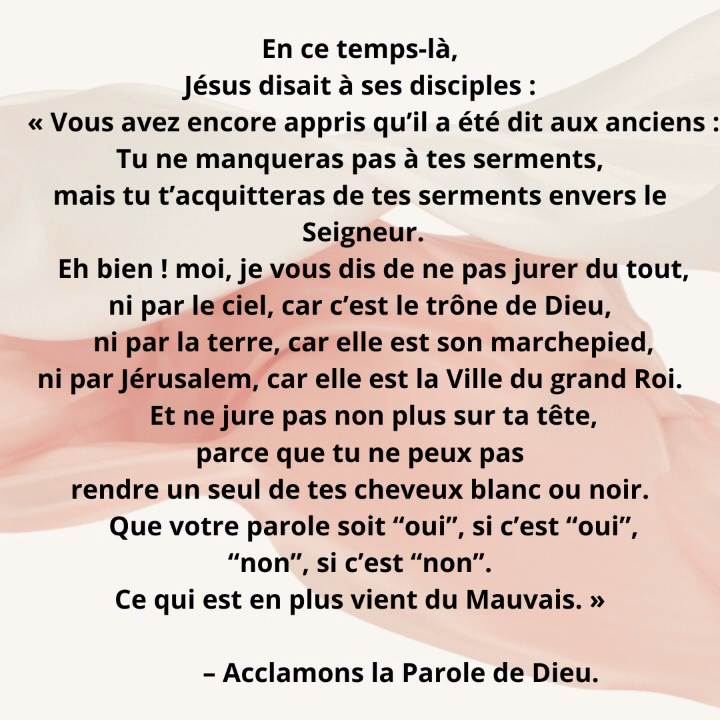 En ce temps-là,
Jésus disait à ses disciples :
« Vous avez encore appris qu’il a été dit aux anciens :
Tu ne manqueras pas à tes serments,
mais tu t’acquitteras de tes serments envers le
Seigneur.
Eh bien ! moi, je vous dis de ne pas jurer du tout,
ni par le ciel, car c’est le trône de Dieu,
ni par la terre, car elle est son marchepied,
ni par Jérusalem, car elle est la Ville du grand Roi.
Et ne jure pas non plus sur ta tête,
parce que tu ne peux pas
rendre un seul de tes cheveux blanc ou noir.
Que votre parole soit “oui”, si c’est “oui”,
“non”, si c’est “non”.
Ce qui est en plus vient du Mauvais. »
– Acclamons la Parole de Dieu.